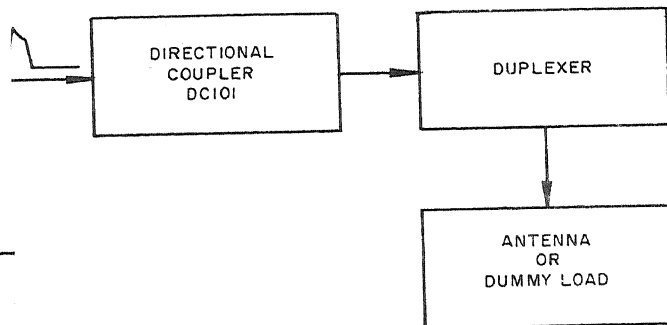 DIRECTIONAL
COUPLER
DC101
DUPLEXER
ANTENNA
OR
DUMMY LOAD